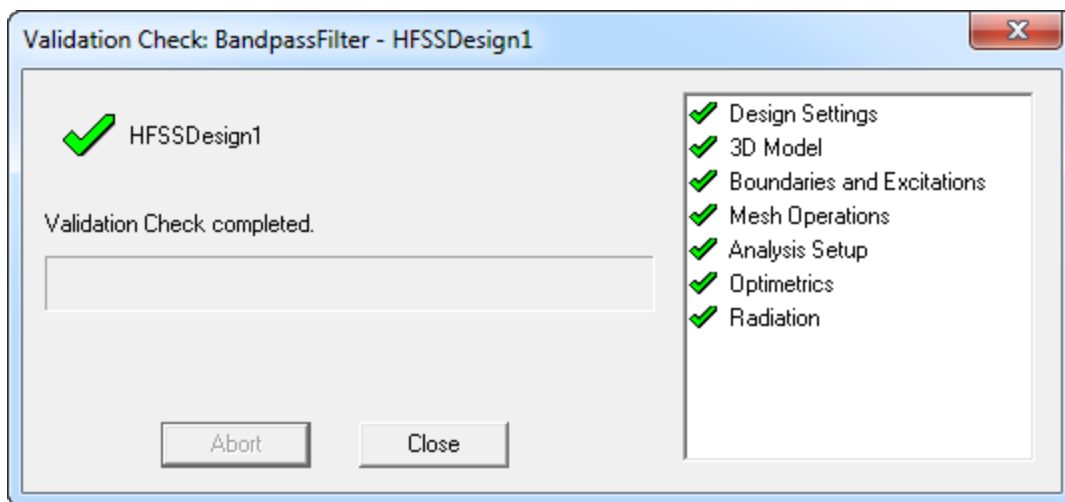 Validation Check: BandpassFilter - HFSSDesign1
HFSSDesign1
Validation Check completed.
Abort
Close
Design Settings
3D Model
Boundaries and Excitations
Mesh Operations
Analysis Setup
Optimetrics
Radiation